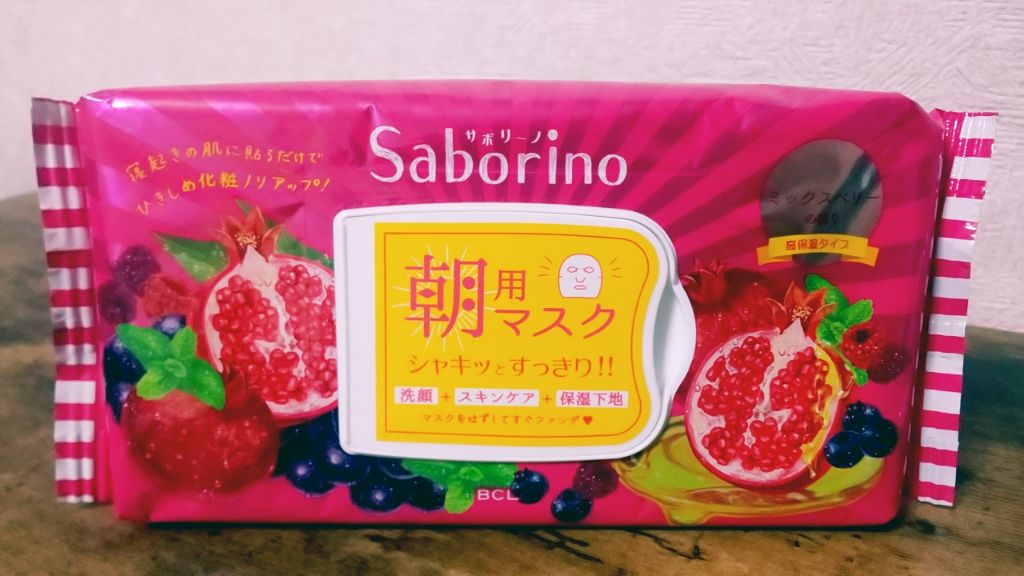 寝起きの肌に貼るだけで
ひきしめ化粧ノリアップ!
サボリーノ
Saborino
ミックスベリー
の香り
高保湿タイプ
朝用
マスク
シャキッとすっきり!!
洗顔 + スキンケア + 保湿下地
マスクをはずしてすぐファンデ♥
BCL